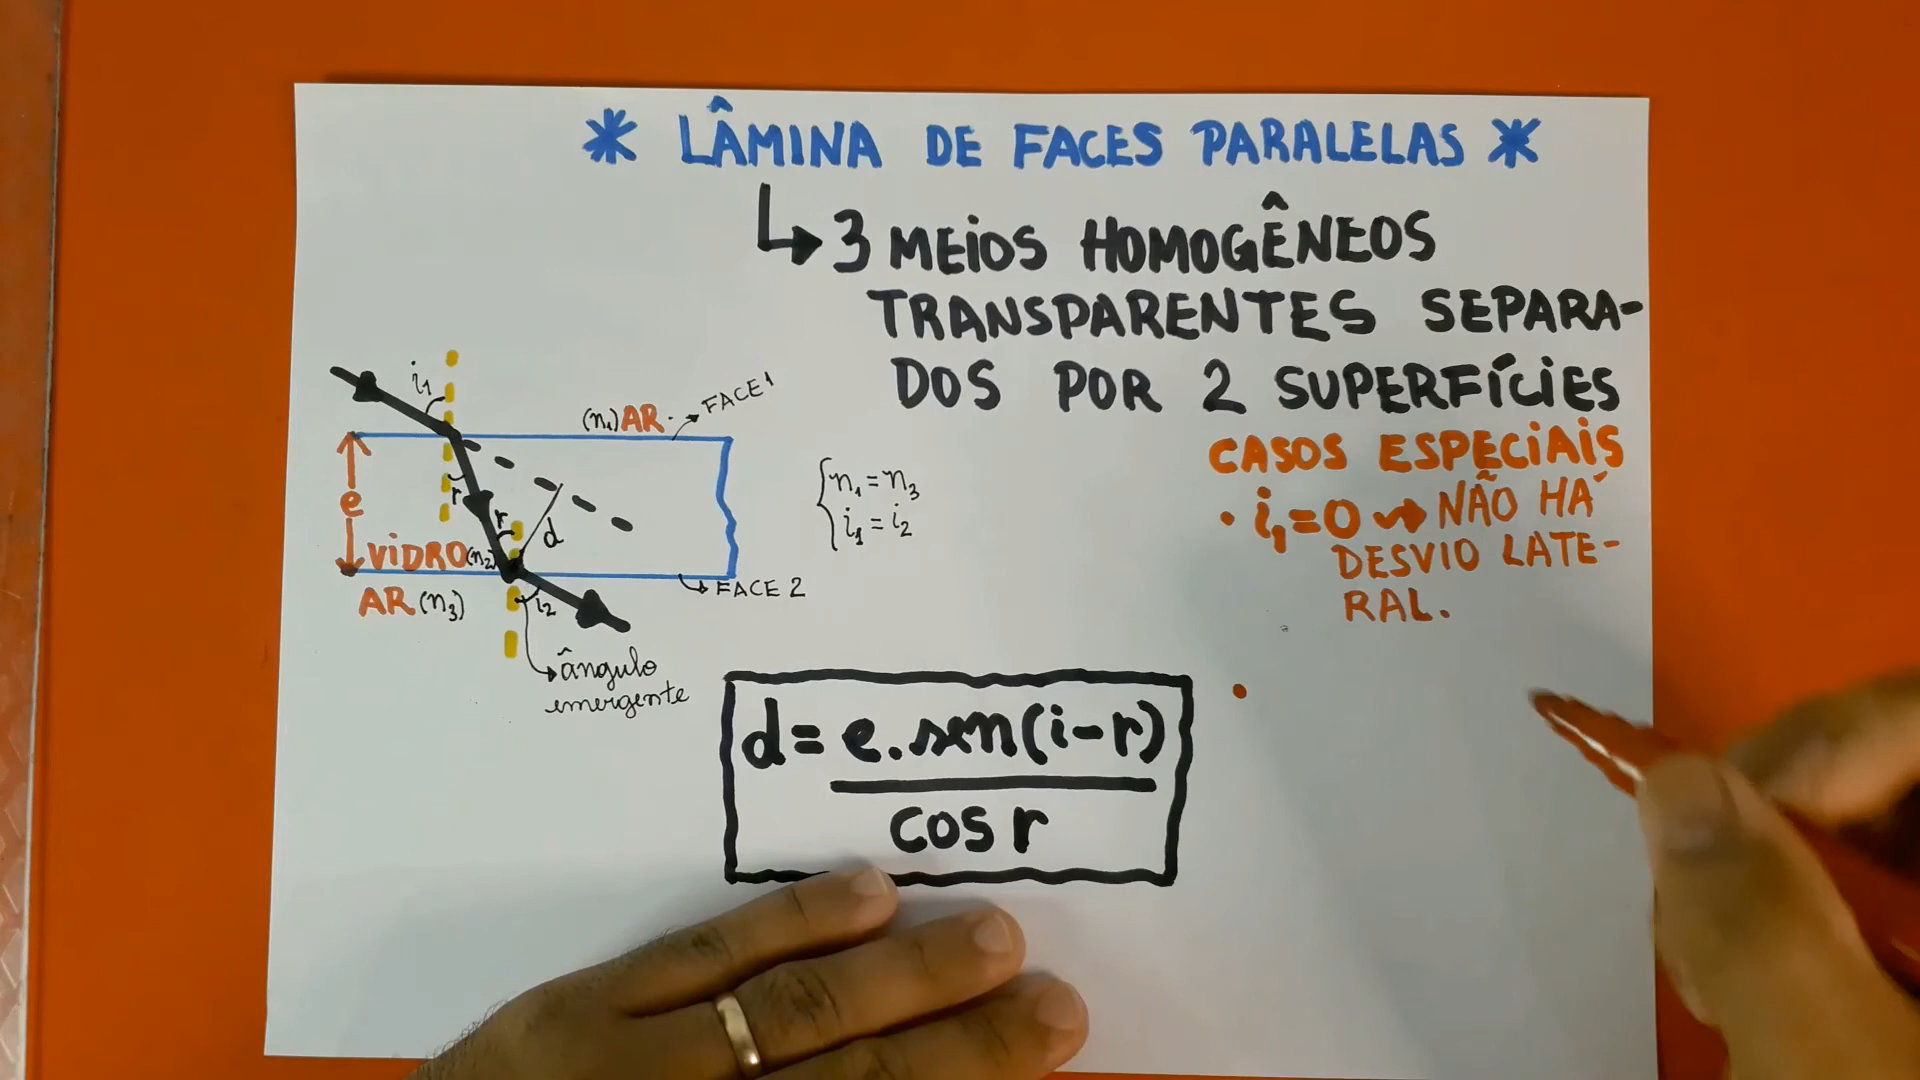 * LÂMINA DE FACES PARALELAS *
↳ 3 MEIOS HOMOGÊNEOS
TRANSPARENTES SEPARA-
DOS POR 2 SUPERFÍCIES
i₁
(n₁) AR
FACE 1
e
r
r
d
VIDRO (n₂)
AR (n₃)
i₂
FACE 2
ângulo
emergente
n₁ = n₃
i₁ = i₂
CASOS ESPECIAIS
• i₁ = 0 → NÃO HÁ
DESVIO LATE-
RAL.
•
d = e.sen(i-r)
cos r